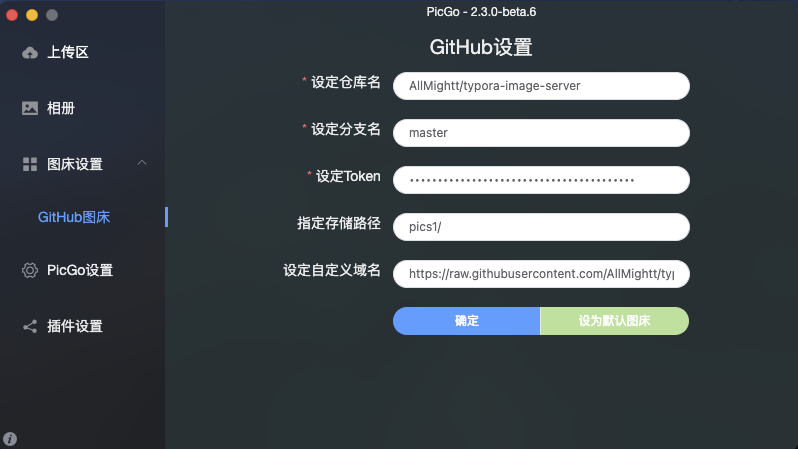 PicGo - 2.3.0-beta.6
上传区
相册
图床设置
GitHub图床
PicGo设置
插件设置
GitHub设置
* 设定仓库名
AllMightt/typora-image-server
* 设定分支名
master
* 设定Token
••••••••••••••••••••••••••••••••••••••••
指定存储路径
pics1/
设定自定义域名
https://raw.githubusercontent.com/AllMightt/typ
确定
设为默认图床